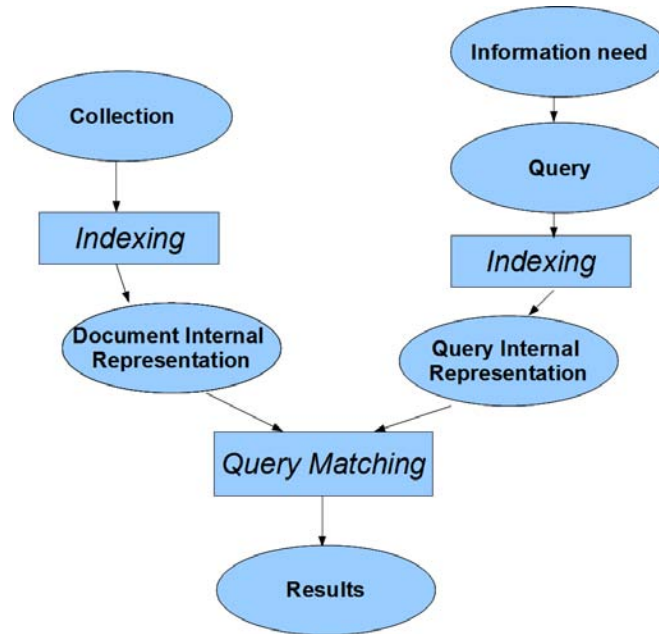 Information need
Collection
Query
Indexing
Indexing
Document Internal
Representation
Query Internal
Representation
Query Matching
Results